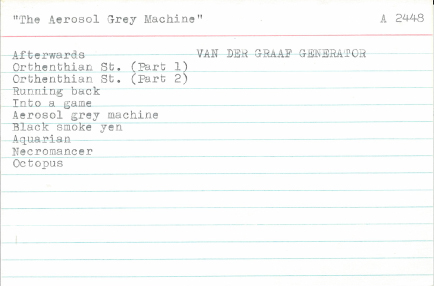 "The Aerosol Grey Machine" A 2448
Afterwards VAN DER GRAAF GENERATOR
Orthenthian St. (Part 1)
Orthenthian St. (Part 2)
Running back
Into a game
Aerosol grey machine
Black smoke yen
Aquarian
Necromancer
Octopus